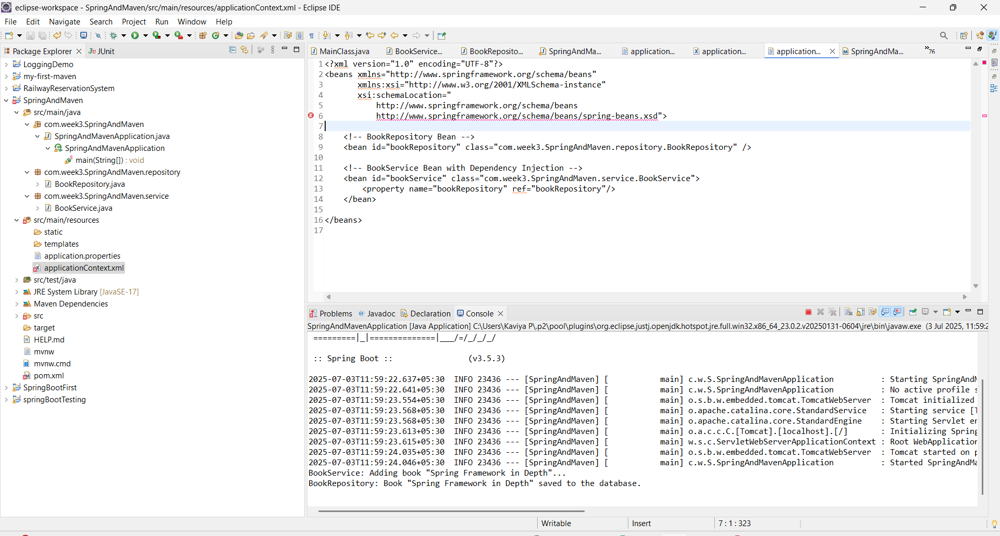 eclipse-workspace - SpringAndMaven/src/main/resources/applicationContext.xml - Eclipse IDE
File Edit Navigate Search Project Run Window Help
Package Explorer
JUnit
LoggingDemo
my-first-maven
RailwayReservationSystem
SpringAndMaven
src/main/java
com.week3.SpringAndMaven
SpringAndMavenApplication.java
SpringAndMavenApplication
main(String[]) : void
com.week3.SpringAndMaven.repository
BookRepository.java
com.week3.SpringAndMaven.service
BookService.java
src/main/resources
static
templates
application.properties
applicationContext.xml
src/test/java
JRE System Library [JavaSE-17]
Maven Dependencies
src
target
HELP.md
mvnw
mvnw.cmd
pom.xml
SpringBootFirst
springBootTesting
MainClass.java BookService... BookReposito... SpringAndMa... application... application... application... SpringAndMa... »76
1 <?xml version="1.0" encoding="UTF-8"?>
2 <beans xmlns="http://www.springframework.org/schema/beans"
3 xmlns:xsi="http://www.w3.org/2001/XMLSchema-instance"
4 xsi:schemaLocation="
5 http://www.springframework.org/schema/beans
6 http://www.springframework.org/schema/beans/spring-beans.xsd">
7
8 <!-- BookRepository Bean -->
9 <bean id="bookRepository" class="com.week3.SpringAndMaven.repository.BookRepository" />
10
11 <!-- BookService Bean with Dependency Injection -->
12 <bean id="bookService" class="com.week3.SpringAndMaven.service.BookService">
13 <property name="bookRepository" ref="bookRepository"/>
14 </bean>
15
16 </beans>
17
Problems @ Javadoc Declaration Console
SpringAndMavenApplication [Java Application] C:\Users\Kaviya P\.p2\pool\plugins\org.eclipse.justj.openjdk.hotspot.jre.full.win32.x86_64_23.0.2.v20250131-0604\jre\bin\javaw.exe (3 Jul 2025, 11:59:2
=========|_|==============|___/=/_/_/_/
:: Spring Boot :: (v3.5.3)
2025-07-03T11:59:22.637+05:30 INFO 23436 --- [SpringAndMaven] [ main] c.w.S.SpringAndMavenApplication : Starting SpringAndM
2025-07-03T11:59:22.641+05:30 INFO 23436 --- [SpringAndMaven] [ main] c.w.S.SpringAndMavenApplication : No active profile s
2025-07-03T11:59:23.554+05:30 INFO 23436 --- [SpringAndMaven] [ main] o.s.b.w.embedded.tomcat.TomcatWebServer : Tomcat initialized
2025-07-03T11:59:23.568+05:30 INFO 23436 --- [SpringAndMaven] [ main] o.apache.catalina.core.StandardService : Starting service [T
2025-07-03T11:59:23.568+05:30 INFO 23436 --- [SpringAndMaven] [ main] o.apache.catalina.core.StandardEngine : Starting Servlet en
2025-07-03T11:59:23.613+05:30 INFO 23436 --- [SpringAndMaven] [ main] o.a.c.c.C.[Tomcat].[localhost].[/] : Initializing Spring
2025-07-03T11:59:23.615+05:30 INFO 23436 --- [SpringAndMaven] [ main] w.s.c.ServletWebServerApplicationContext : Root WebApplication
2025-07-03T11:59:24.035+05:30 INFO 23436 --- [SpringAndMaven] [ main] o.s.b.w.embedded.tomcat.TomcatWebServer : Tomcat started on p
2025-07-03T11:59:24.046+05:30 INFO 23436 --- [SpringAndMaven] [ main] c.w.S.SpringAndMavenApplication : Started SpringAndMa
BookService: Adding book "Spring Framework in Depth"...
BookRepository: Book "Spring Framework in Depth" saved to the database.
Writable Insert 7 : 1 : 323